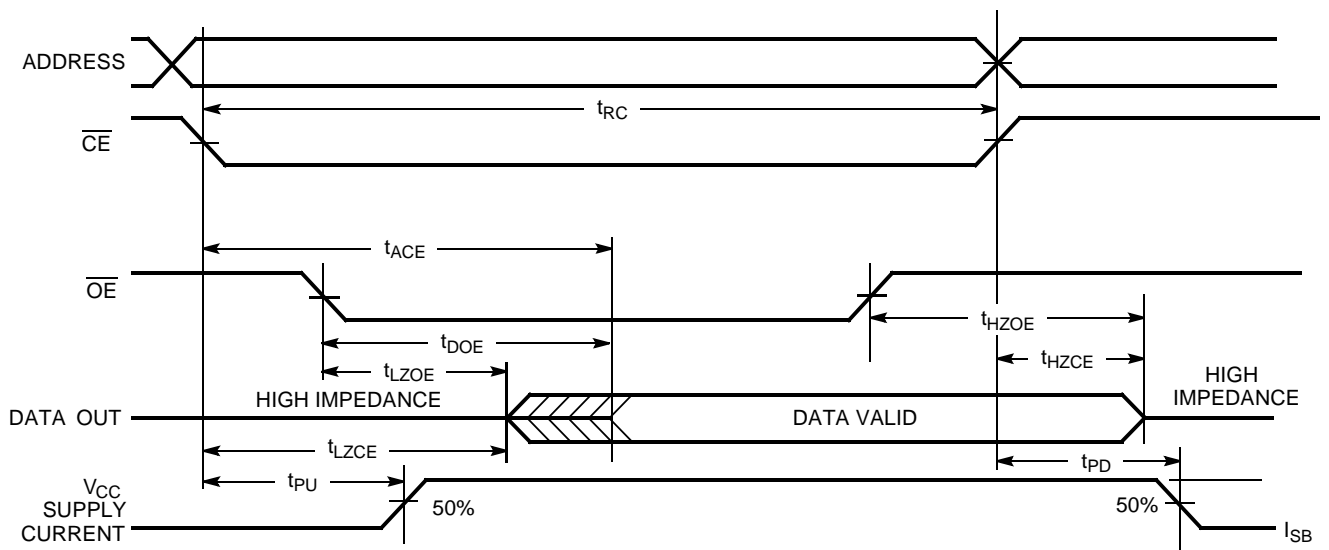 ADDRESS
tRC
CE
tACE
OE
tHZOE
tDOE
tHZCE
tLZOE
HIGH
IMPEDANCE
HIGH IMPEDANCE
DATA OUT
DATA VALID
tLZCE
tPD
tPU
VCC
SUPPLY
CURRENT
50%
50%
ISB